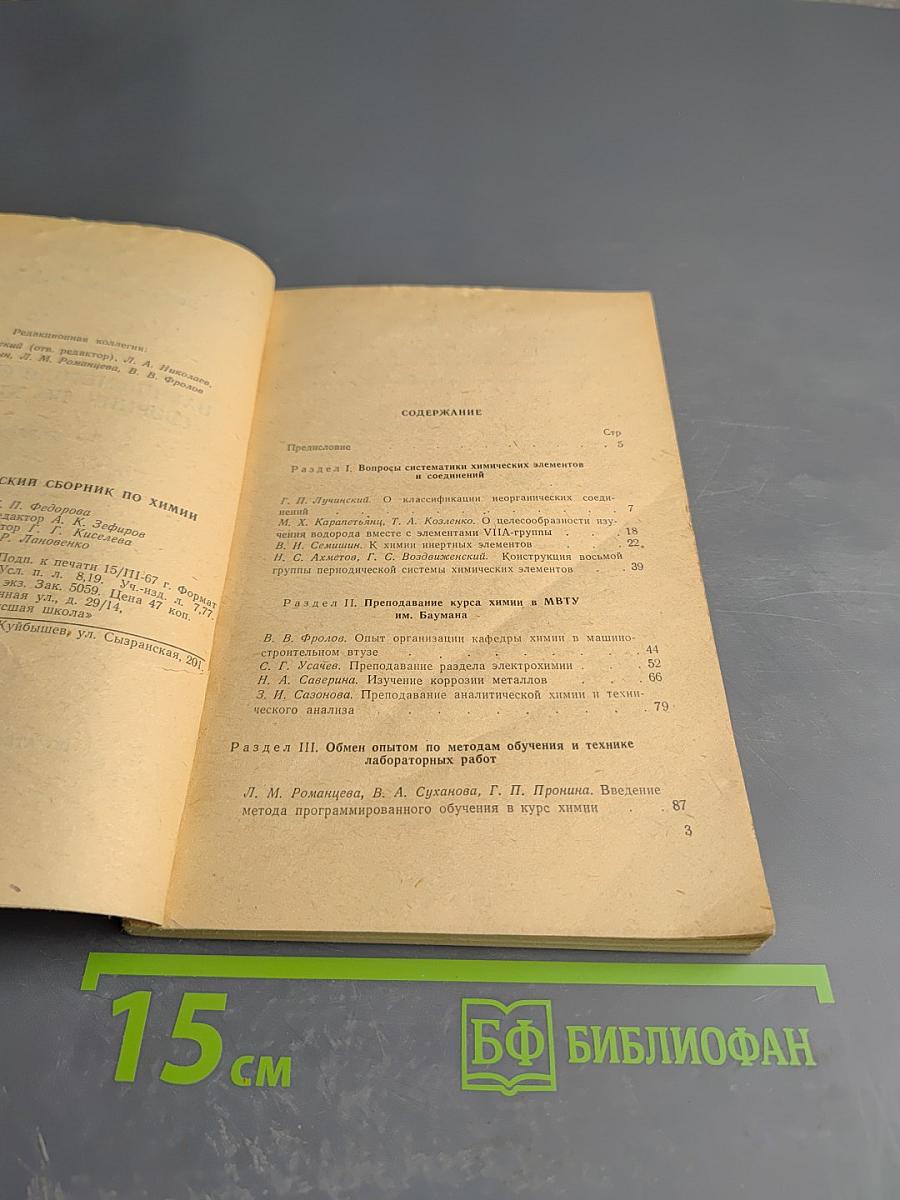 Редакционная коллегия:
ский (отв. редактор), Л. А. Николаев,
Л. М. Романцева, В. В. Фролов
СКИЙ СБОРНИК ПО ХИМИИ
П. Федорова
дактор А. К. Зефиров
тор Г. Г. Киселева
Р. Лановенко
Подп. к печати 15/III-67 г. Формат
Усл. п. л. 8,19. Уч.-изд. л. 7,77.
экз. Зак. 5059. Цена 47 коп.
нная ул., д. 29/14,
сшая школа»
Куйбышев, ул. Сызранская, 201.
СОДЕРЖАНИЕ
Стр
Предисловие . . . . . . . . . . . 5
Раздел I. Вопросы систематики химических элементов
и соединений
Г. П. Лучинский. О классификации неорганических соеди-
нений . . . . . . . . . . . 7
М. Х. Карапетьянц, Т. А. Козленко. О целесообразности изу-
чения водорода вместе с элементами VIIА-группы . . . 18
В. И. Семишин. К химии инертных элементов . . . 22
Н. С. Ахметов, Г. С. Воздвиженский. Конструкция восьмой
группы периодической системы химических элементов . . 39
Раздел II. Преподавание курса химии в МВТУ
им. Баумана
В. В. Фролов. Опыт организации кафедры химии в машино-
строительном втузе . . . . . . . . 44
С. Г. Усачев. Преподавание раздела электрохимии . . . 52
Н. А. Саверина. Изучение коррозии металлов . . . 66
З. И. Сазонова. Преподавание аналитической химии и техни-
ческого анализа . . . . . . . . . 79
Раздел III. Обмен опытом по методам обучения и технике
лабораторных работ
Л. М. Романцева, В. А. Суханова, Г. П. Пронина. Введение
метода программированного обучения в курс химии . . 87
3
15 см
БФ БИБЛИОФАН